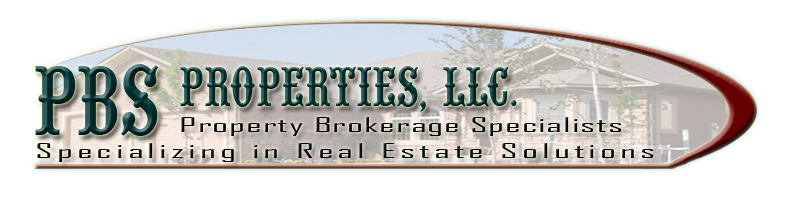 PBS PROPERTIES, LLC.
Property Brokerage Specialists
Specializing in Real Estate Solutions